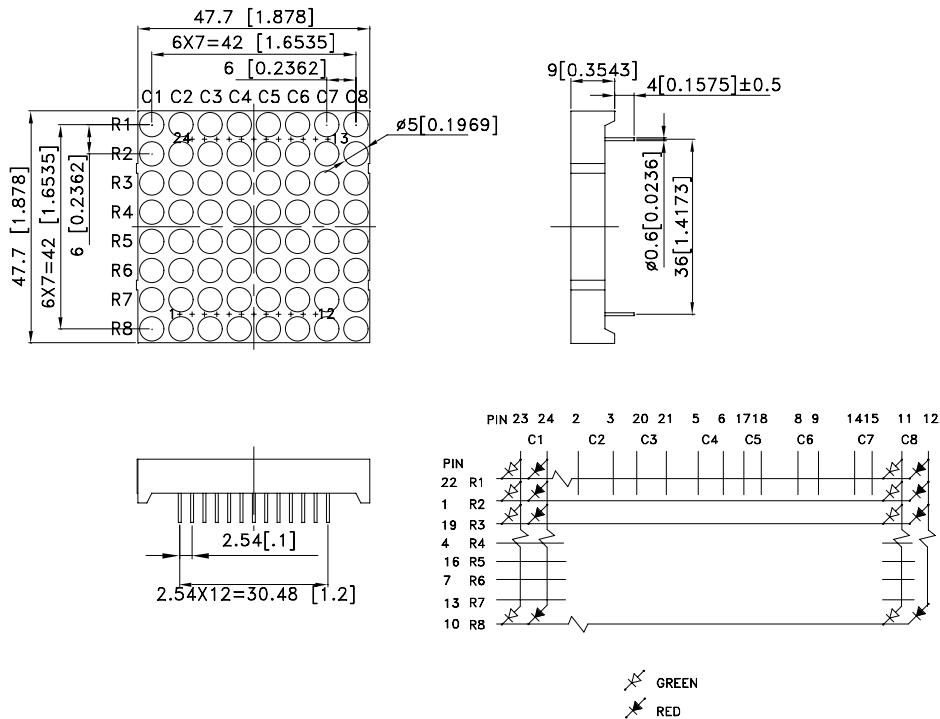 47.7 [1.878]
6X7=42 [1.6535]
6 [0.2362]
C1 C2 C3 C4 C5 C6 C7 C8
R1
R2
R3
R4
R5
R6
R7
R8
24
13
1
12
ø5[0.1969]
47.7 [1.878]
6X7=42 [1.6535]
6 [0.2362]
9[0.3543]
4[0.1575]±0.5
ø0.6[0.0236]
36[1.4173]
2.54[.1]
2.54X12=30.48 [1.2]
PIN 23 24 2 3 20 21 5 6 1718 8 9 1415 11 12
C1 C2 C3 C4 C5 C6 C7 C8
PIN
22 R1
1 R2
19 R3
4 R4
16 R5
7 R6
13 R7
10 R8
GREEN
RED